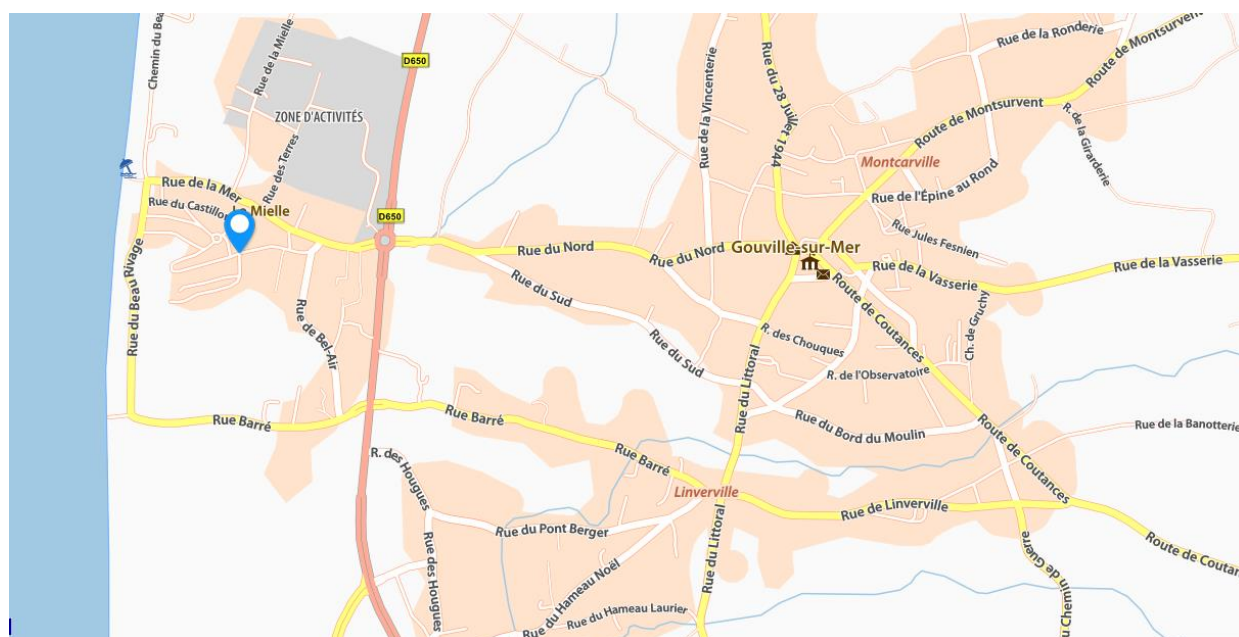 Chemin du Beau
Rue de la Mielle
D650
ZONE D'ACTIVITÉS
Rue des Terres
Rue de la Mer
Rue du Castillon
Mielle
D650
Rue du Beau Rivage
Rue de Bel-Air
Rue Barré
Rue du Nord
Rue du Nord
Rue du Sud
Rue du Sud
Rue de la Vincenterie
Rue du 28 Juillet 1944
Rue de la Ronderie
Route de Montsurvent
Route de Montsurvent
R. de la Girarderie
Montcarville
Rue de l'Épine au Rond
Rue Jules Fesnien
Gouville-sur-Mer
Rue de la Vasserie
Rue de la Vasserie
Route de Coutances
Ch. de Gruchy
R. des Chouques
R. de l'Observatoire
Rue du Littoral
Rue du Bord du Moulin
Route de Coutances
Rue de la Banotterie
Rue Barré
Rue Barré
R. des Hougues
Linverville
Rue de Linverville
Rue du Pont Berger
Rue des Hougues
Rue du Hameau Noël
Rue du Hameau Laurier
Rue du Littoral
u Chemin de Guerre
Route de Coutan